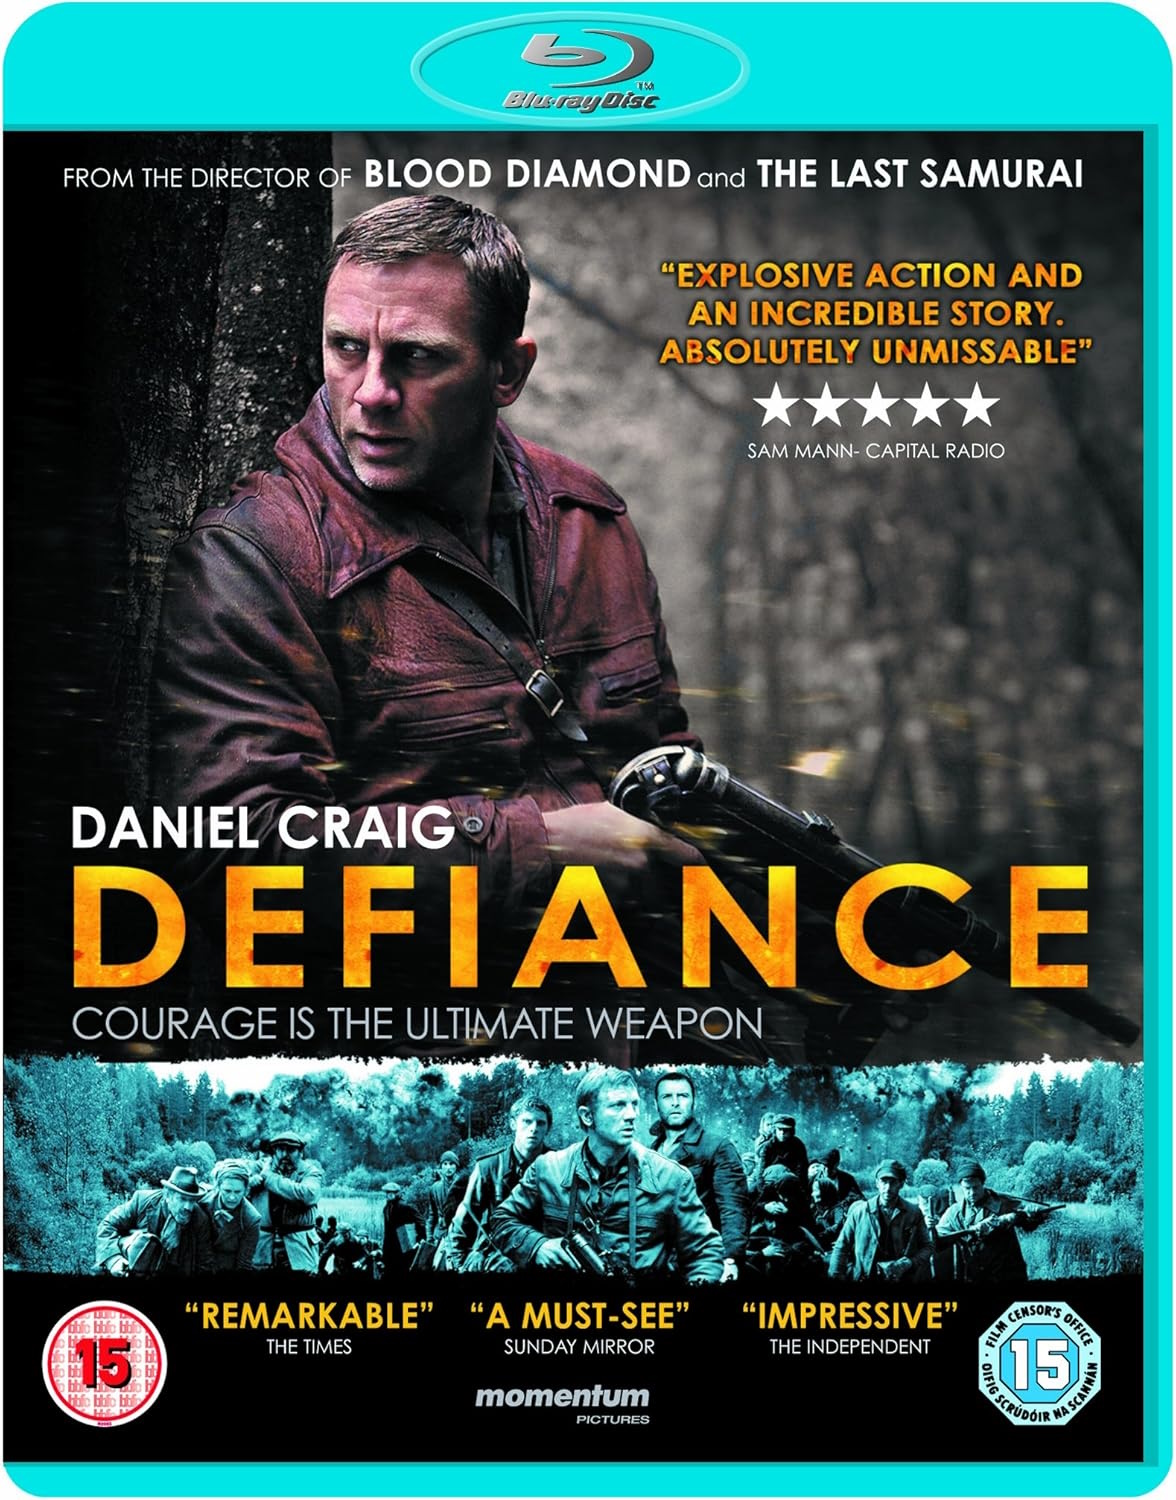 Blu-ray Disc™
FROM THE DIRECTOR OF BLOOD DIAMOND and THE LAST SAMURAI
“EXPLOSIVE ACTION AND
AN INCREDIBLE STORY.
ABSOLUTELY UNMISSABLE”
SAM MANN- CAPITAL RADIO
DANIEL CRAIG
DEFIANCE
COURAGE IS THE ULTIMATE WEAPON
“REMARKABLE”
THE TIMES
“A MUST-SEE”
SUNDAY MIRROR
“IMPRESSIVE”
THE INDEPENDENT
15
momentum
PICTURES
· FILM CENSOR'S OFFICE ·
15
OIFIG SCRÚDÓIR NA SCANNÁN